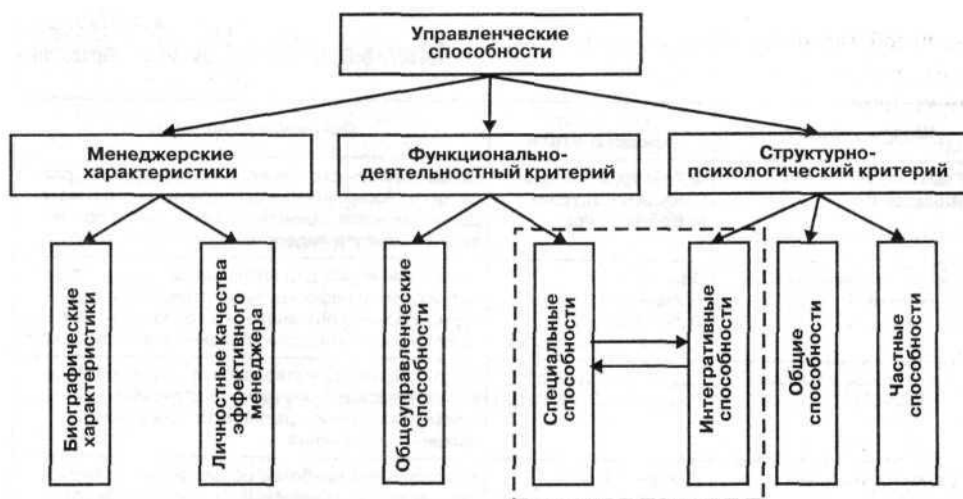 Управленческие
способности
Менеджерские
характеристики
Функционально-
деятельностный критерий
Структурно-
психологический критерий
Биографические
характеристики
Личностные качества
эффективного
менеджера
Общеуправленческие
способности
Специальные
способности
Интегративные
способности
Общие
способности
Частные
способности